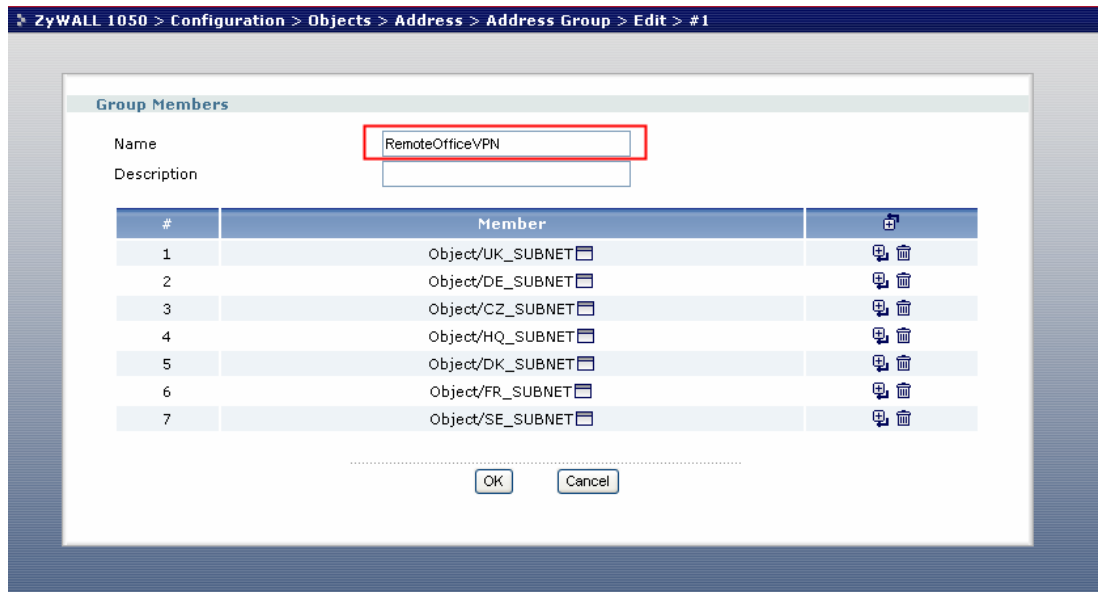 ZyWALL 1050 > Configuration > Objects > Address > Address Group > Edit > #1
Group Members
Name RemoteOfficeVPN
Description
# Member
1 Object/UK_SUBNET
2 Object/DE_SUBNET
3 Object/CZ_SUBNET
4 Object/HQ_SUBNET
5 Object/DK_SUBNET
6 Object/FR_SUBNET
7 Object/SE_SUBNET
OK Cancel